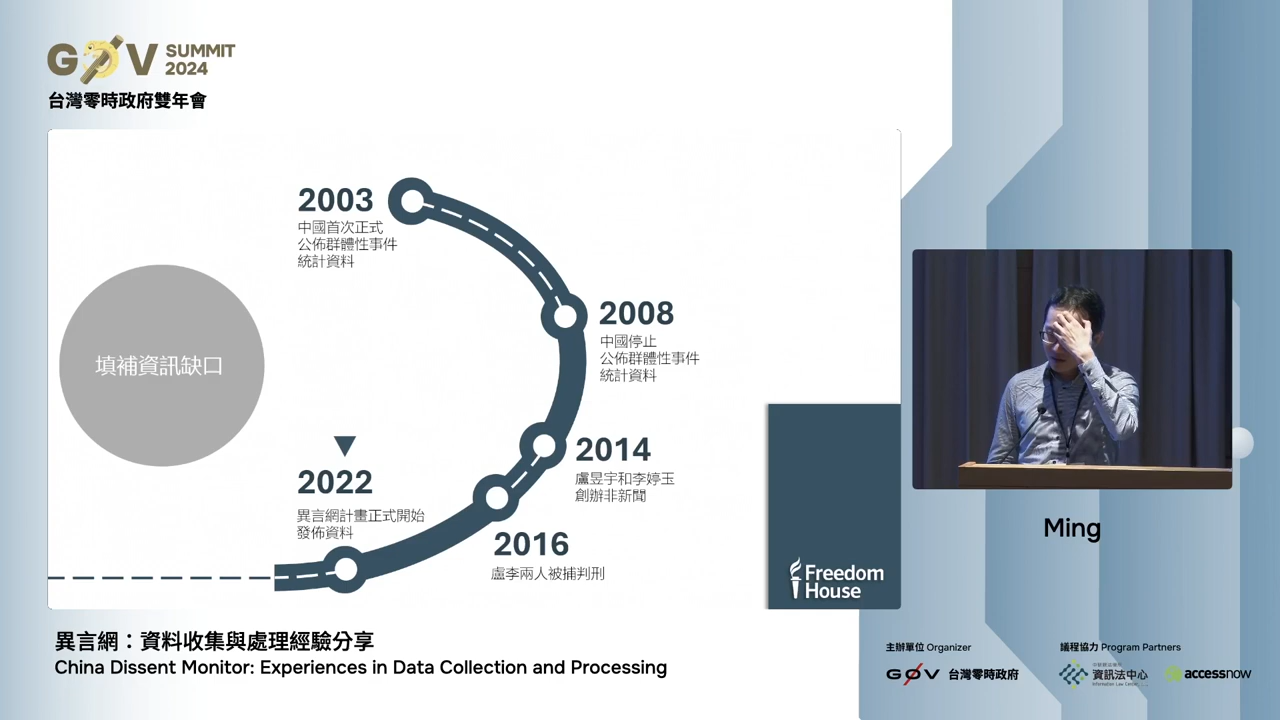 GØV SUMMIT
2024
台灣零時政府雙年會
填補資訊缺口
2003
中國首次正式
公佈群體性事件
統計資料
2008
中國停止
公佈群體性事件
統計資料
2014
盧昱宇和李婷玉
創辦非新聞
2016
盧李兩人被捕判刑
2022
異言網計畫正式開始
發佈資料
Freedom
House
Ming
異言網：資料收集與處理經驗分享
China Dissent Monitor: Experiences in Data Collection and Processing
主辦單位 Organizer
GØV 台灣零時政府
議程協力 Program Partners
資訊法中心
Information Law Center
accessnow